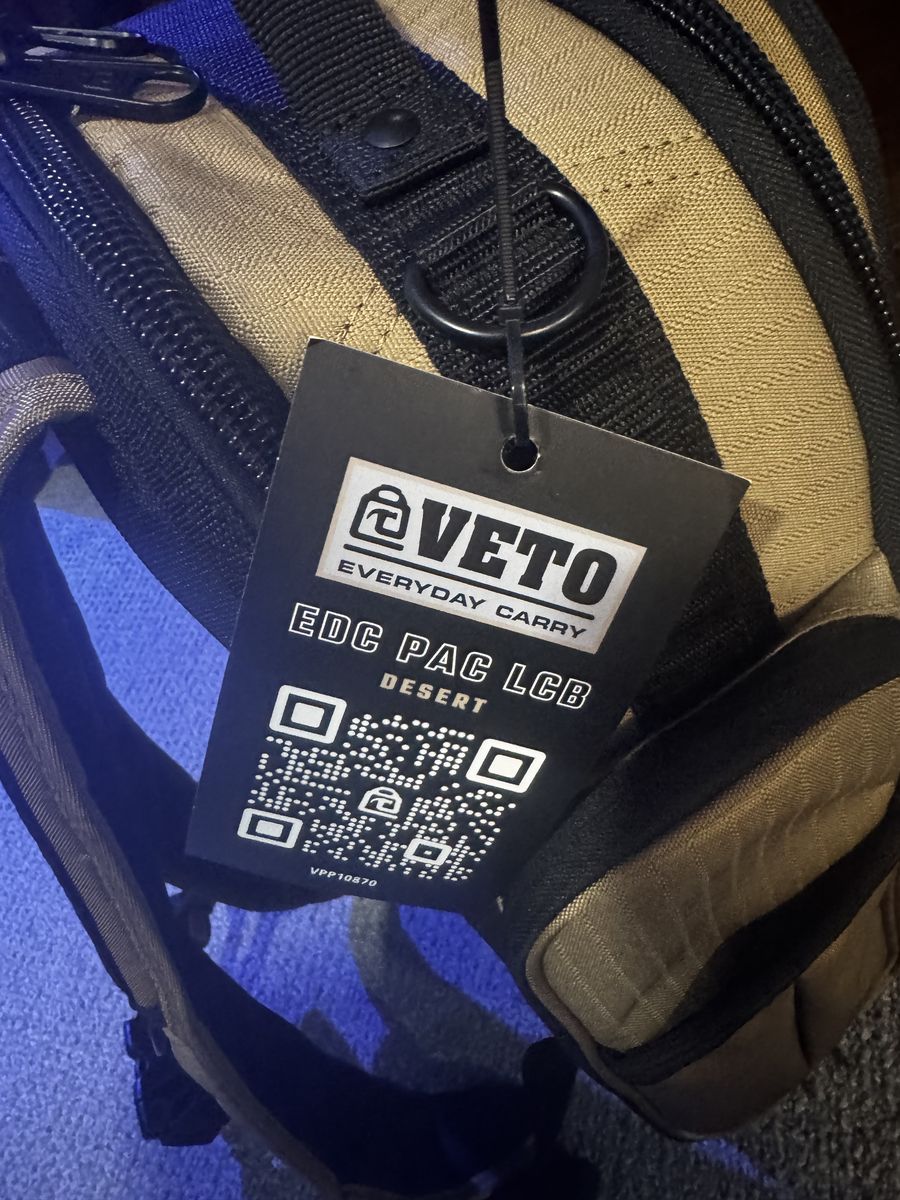 VETO
EVERYDAY CARRY
EDC PAC LCB
DESERT
VPP10870